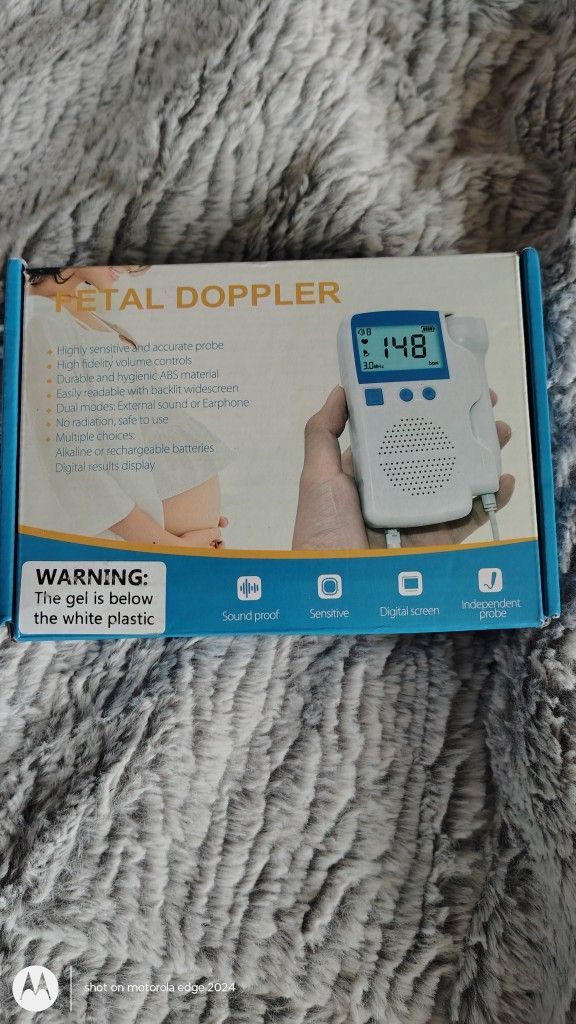 FETAL DOPPLER
Highly sensitive and accurate probe
High fidelity volume controls
Durable and hygienic ABS material
Easily readable with backlit widescreen
Dual modes: External sound or Earphone
No radiation, safe to use
Multiple choices:
Alkaline or rechargeable batteries
Digital results display
8
148
3.0MHz
bpm
WARNING:
The gel is below
the white plastic
Sound proof
Sensitive
Digital screen
Independent
probe
shot on motorola edge 2024